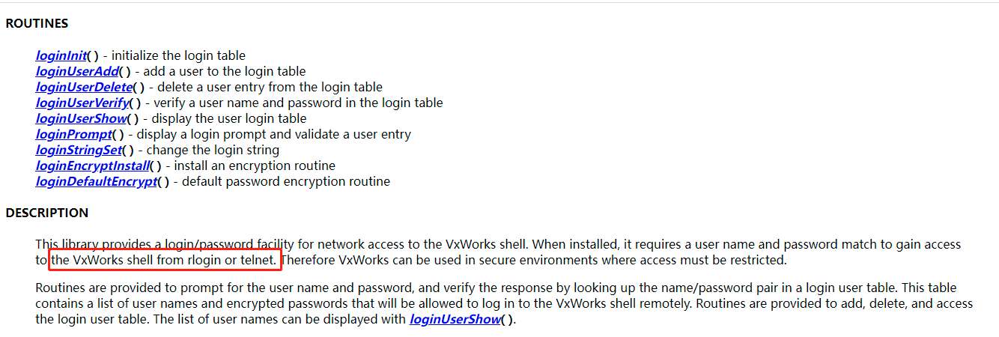 ROUTINES
loginInit( ) - initialize the login table
loginUserAdd( ) - add a user to the login table
loginUserDelete( ) - delete a user entry from the login table
loginUserVerify( ) - verify a user name and password in the login table
loginUserShow( ) - display the user login table
loginPrompt( ) - display a login prompt and validate a user entry
loginStringSet( ) - change the login string
loginEncryptInstall( ) - install an encryption routine
loginDefaultEncrypt( ) - default password encryption routine
DESCRIPTION
This library provides a login/password facility for network access to the VxWorks shell. When installed, it requires a user name and password match to gain access
to the VxWorks shell from rlogin or telnet. Therefore VxWorks can be used in secure environments where access must be restricted.
Routines are provided to prompt for the user name and password, and verify the response by looking up the name/password pair in a login user table. This table
contains a list of user names and encrypted passwords that will be allowed to log in to the VxWorks shell remotely. Routines are provided to add, delete, and access
the login user table. The list of user names can be displayed with loginUserShow( ).